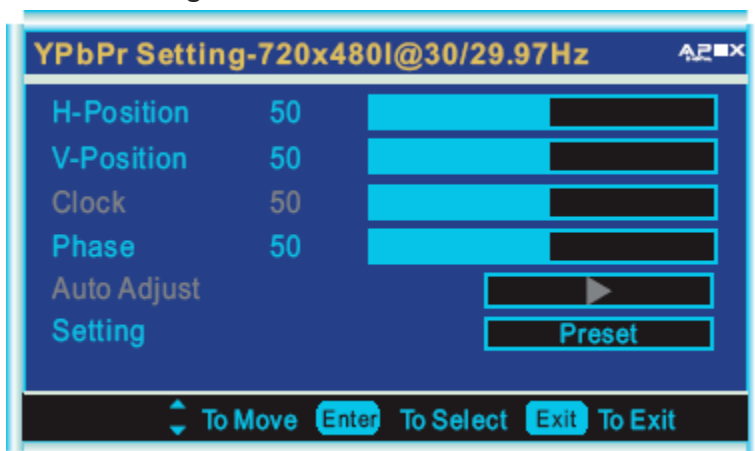 YPbPr Setting-720x480I@30/29.97Hz APEX
H-Position 50
V-Position 50
Clock 50
Phase 50
Auto Adjust
Setting Preset
To Move Enter To Select Exit To Exit